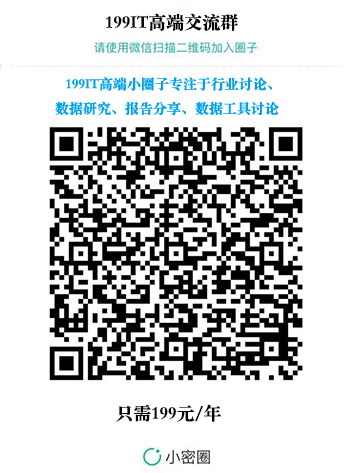 199IT高端交流群
请使用微信扫描二维码加入圈子
199IT高端小圈子专注于行业讨论、
数据研究、报告分享、数据工具讨论
只需199元/年
小密圈